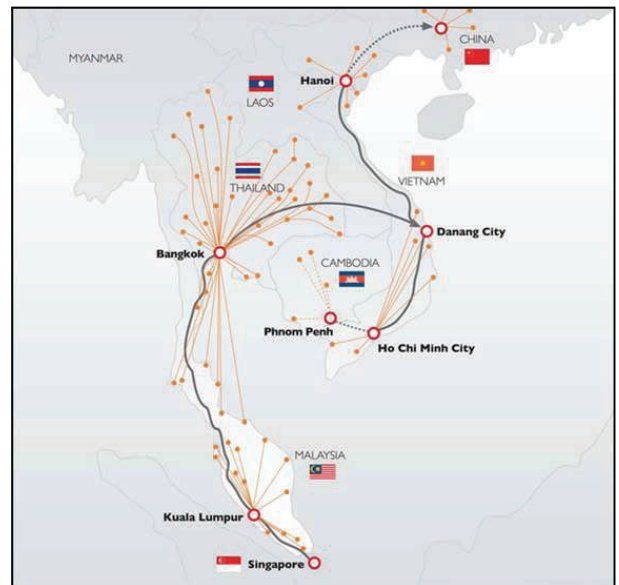 CHINA
MYANMAR
Hanoi
LAOS
THAILAND
VIETNAM
Danang City
Bangkok
CAMBODIA
Phnom Penh
Ho Chi Minh City
MALAYSIA
Kuala Lumpur
Singapore